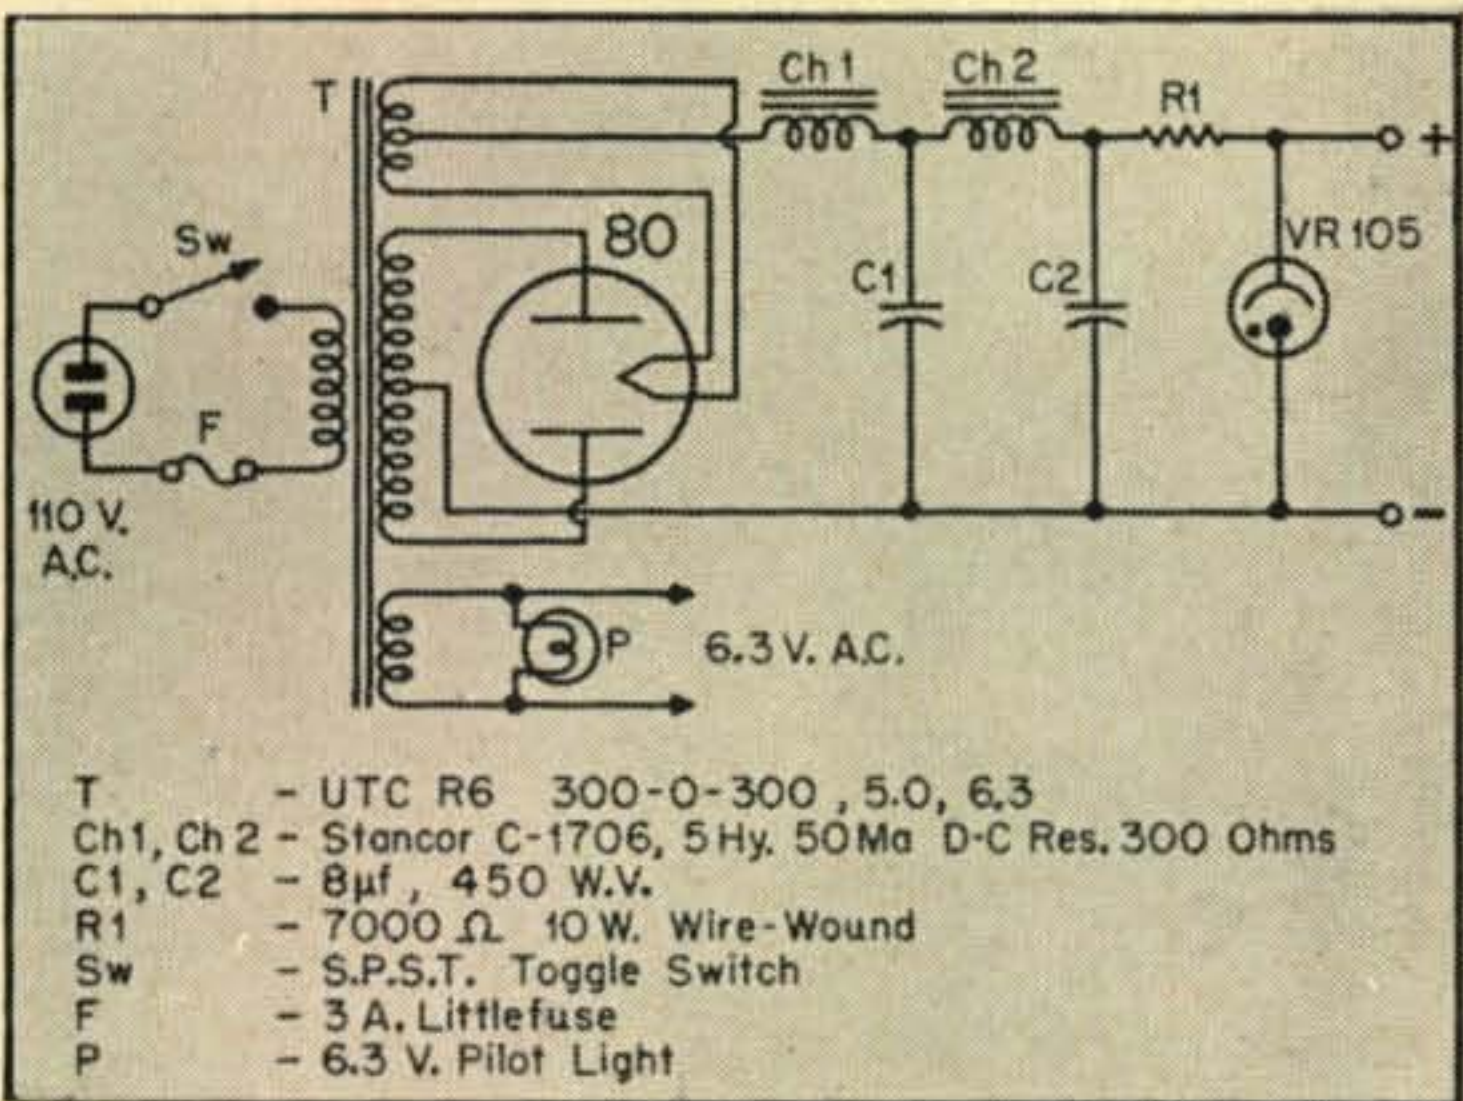 T
Ch 1
Ch 2
R1
+
80
Sw
C1
C2
VR 105
F
110 V.
A.C.
-
P
6.3 V. A.C.
T - UTC R6 300-0-300 , 5.0, 6.3
Ch 1, Ch 2 - Stancor C-1706, 5 Hy. 50 Ma D-C Res. 300 Ohms
C1, C2 - 8µf , 450 W.V.
R1 - 7000 Ω 10 W. Wire-Wound
Sw - S.P.S.T. Toggle Switch
F - 3 A. Littlefuse
P - 6.3 V. Pilot Light